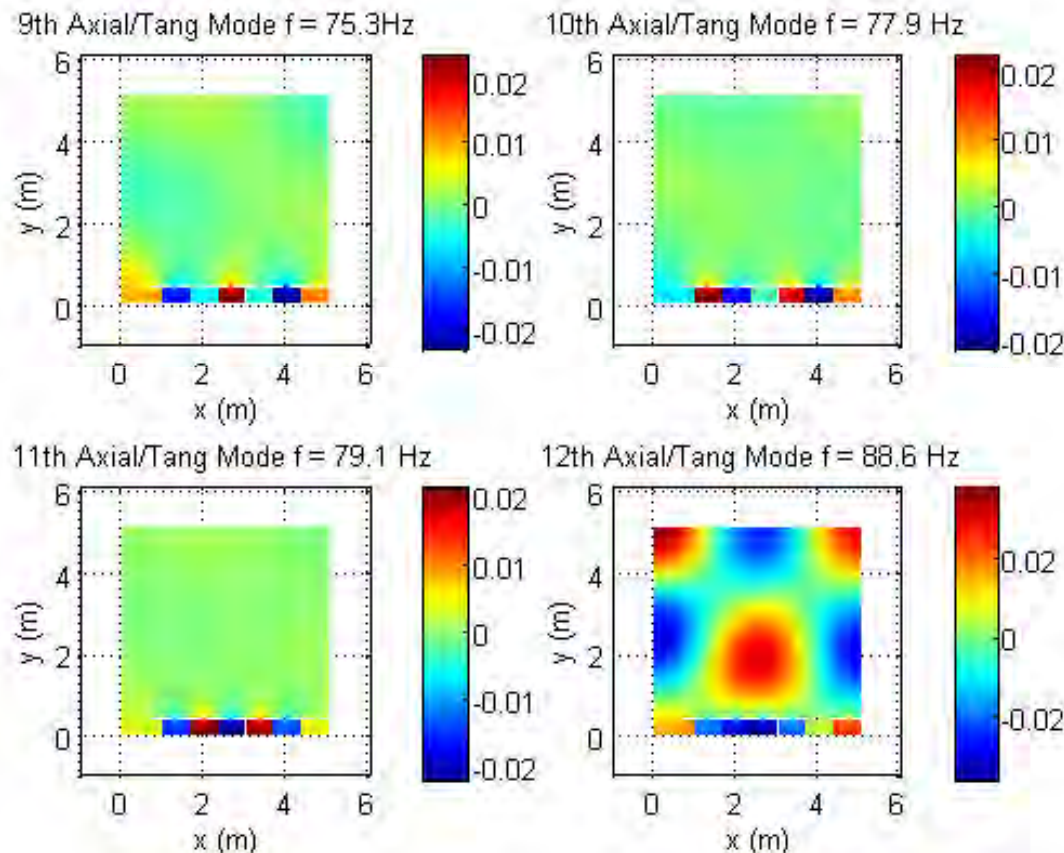 9th Axial/Tang Mode f = 75.3Hz
6
4
2
0
0 2 4 6
y (m)
x (m)
0.02
0.01
0
-0.01
-0.02
10th Axial/Tang Mode f = 77.9 Hz
6
4
2
0
0 2 4 6
y (m)
x (m)
0.02
0.01
0
-0.01
-0.02
11th Axial/Tang Mode f = 79.1 Hz
6
4
2
0
0 2 4 6
y (m)
x (m)
0.02
0.01
0
-0.01
-0.02
12th Axial/Tang Mode f = 88.6 Hz
6
4
2
0
0 2 4 6
y (m)
x (m)
0.02
0
-0.02